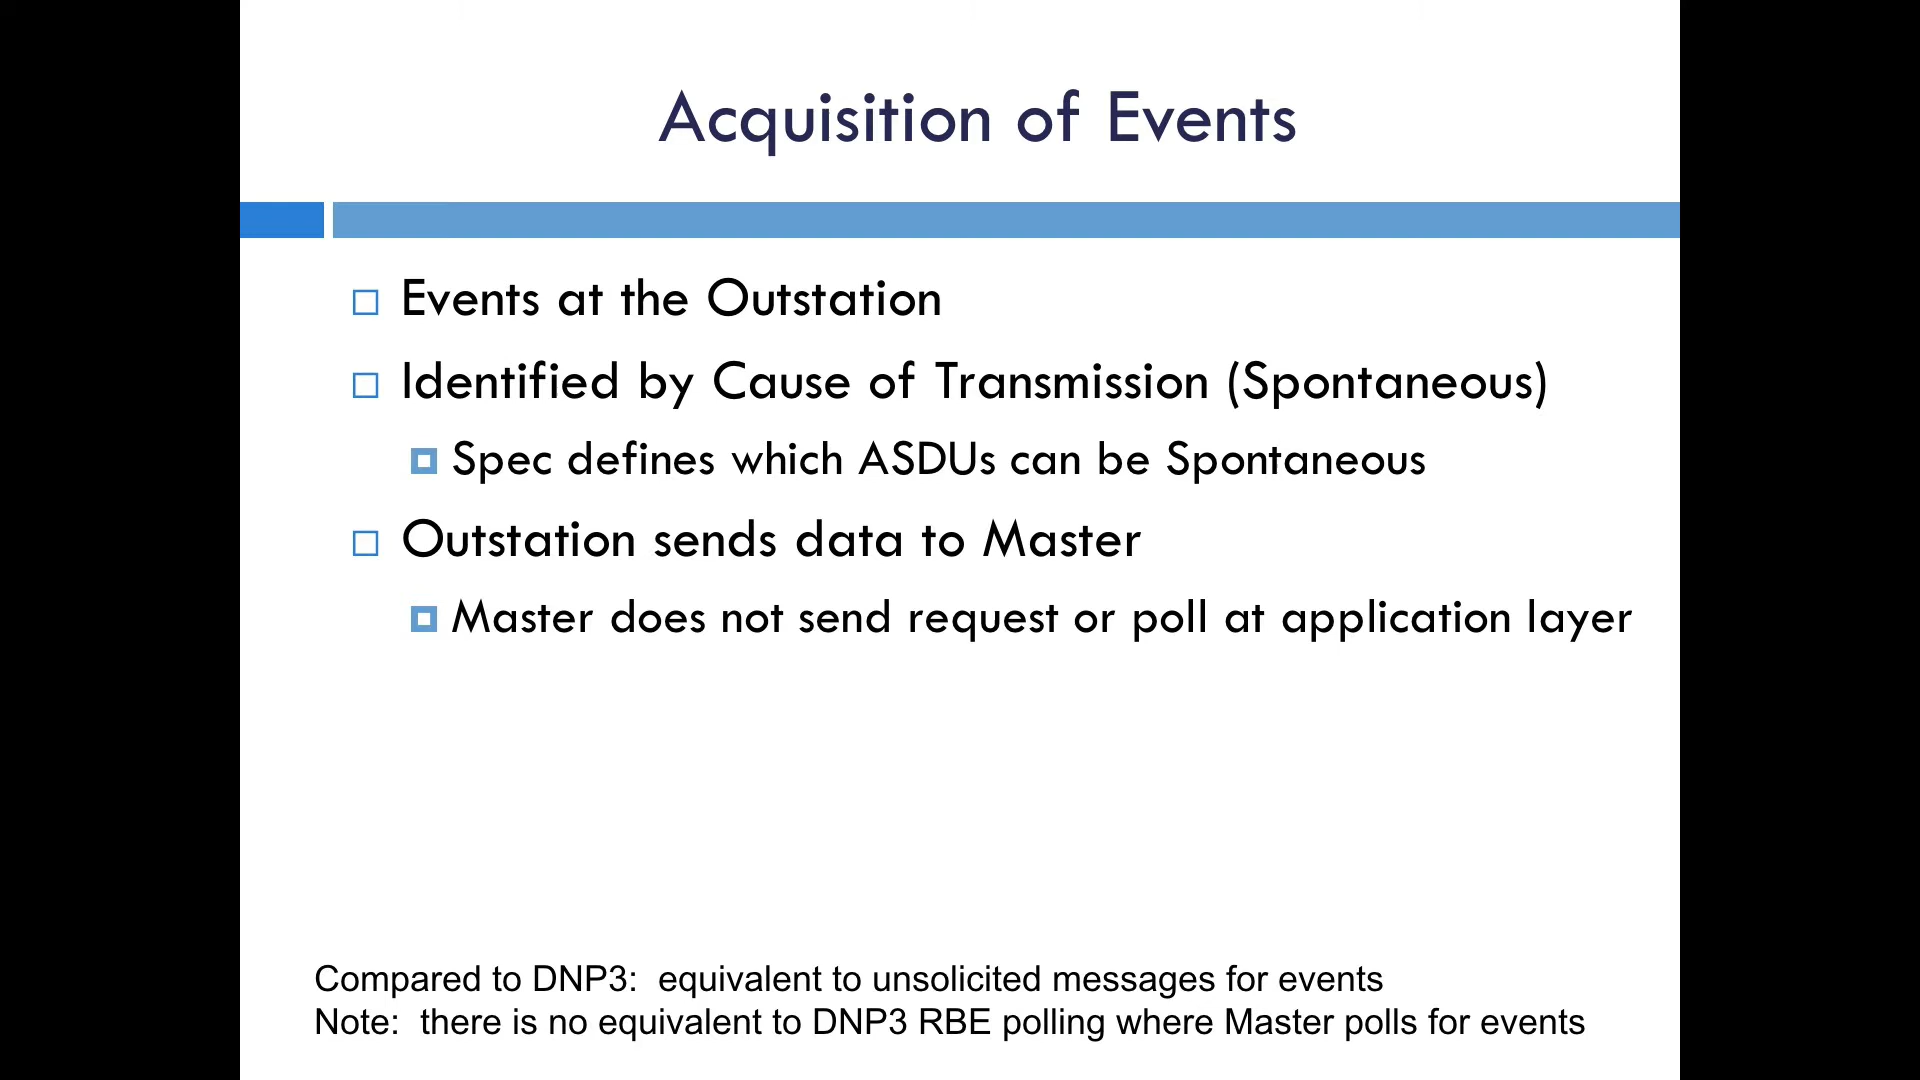 Acquisition of Events
Events at the Outstation
Identified by Cause of Transmission (Spontaneous)
Spec defines which ASDUs can be Spontaneous
Outstation sends data to Master
Master does not send request or poll at application layer
Compared to DNP3:  equivalent to unsolicited messages for events
Note:  there is no equivalent to DNP3 RBE polling where Master polls for events